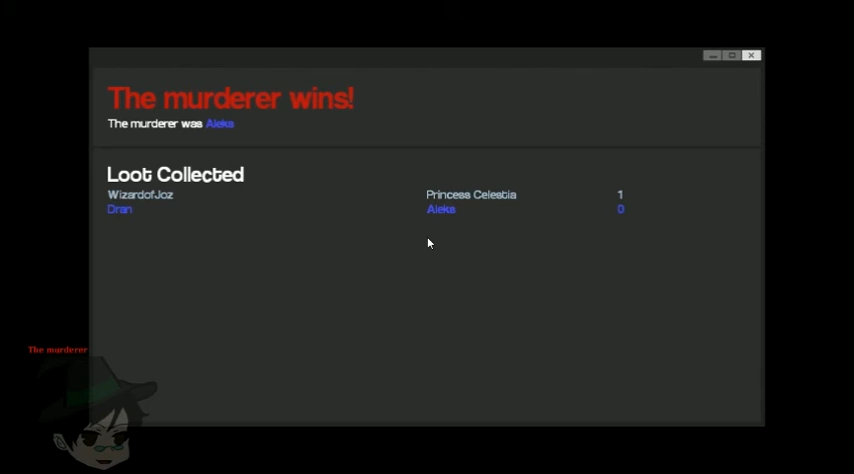 The murderer wins!
The murderer was Aleks
Loot Collected
WizardofJoz Princess Celestia 1
Dran Aleks 0
The murderer